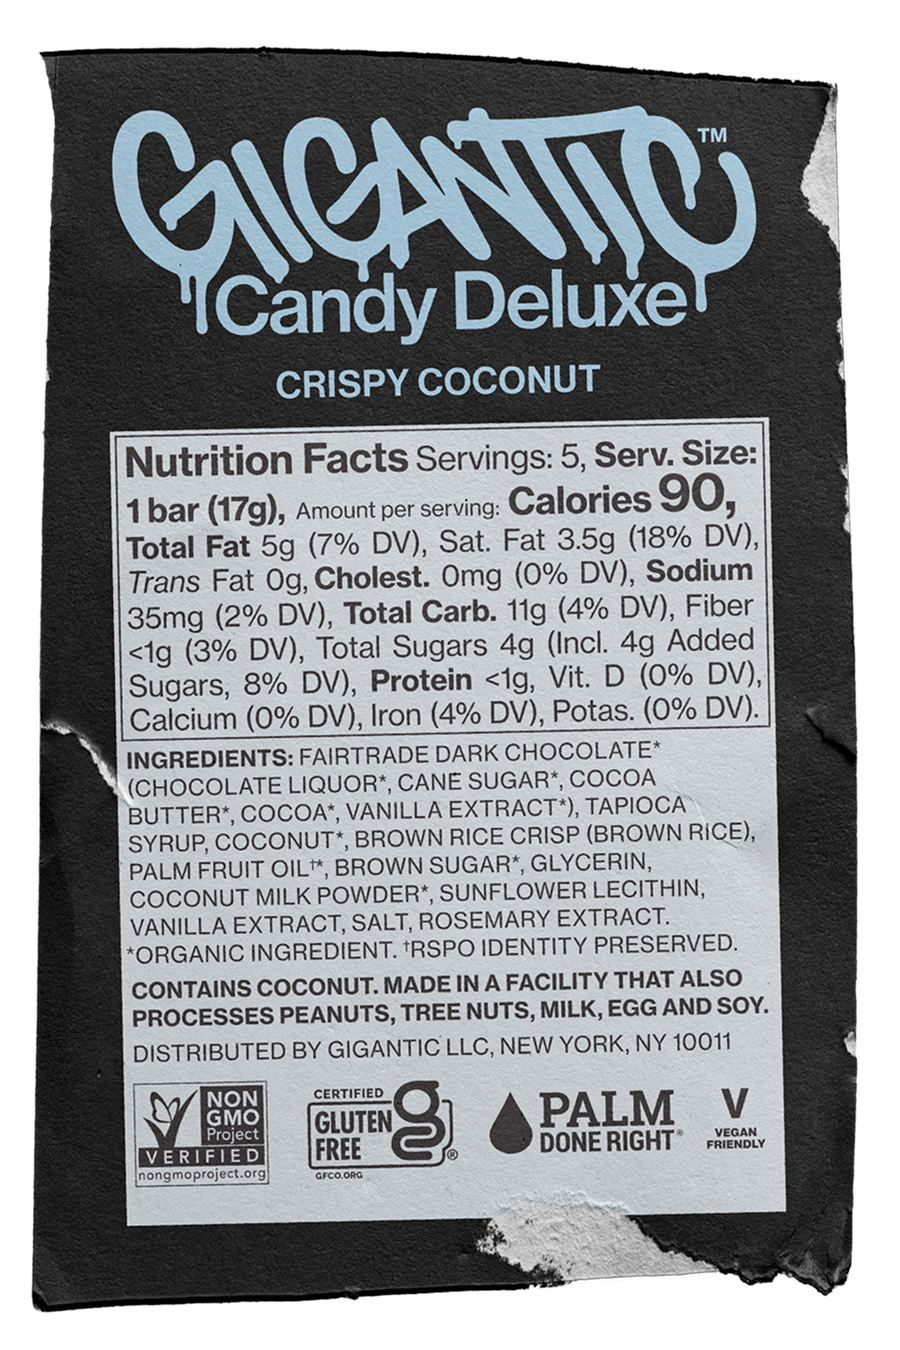 GIGANTIC™
Candy Deluxe
CRISPY COCONUT
Nutrition Facts Servings: 5, Serv. Size:
1 bar (17g), Amount per serving: Calories 90,
Total Fat 5g (7% DV), Sat. Fat 3.5g (18% DV),
Trans Fat 0g, Cholest. 0mg (0% DV), Sodium
35mg (2% DV), Total Carb. 11g (4% DV), Fiber
<1g (3% DV), Total Sugars 4g (Incl. 4g Added
Sugars, 8% DV), Protein <1g, Vit. D (0% DV),
Calcium (0% DV), Iron (4% DV), Potas. (0% DV).
INGREDIENTS: FAIRTRADE DARK CHOCOLATE*
(CHOCOLATE LIQUOR*, CANE SUGAR*, COCOA
BUTTER*, COCOA*, VANILLA EXTRACT*), TAPIOCA
SYRUP, COCONUT*, BROWN RICE CRISP (BROWN RICE),
PALM FRUIT OIL†*, BROWN SUGAR*, GLYCERIN,
COCONUT MILK POWDER*, SUNFLOWER LECITHIN,
VANILLA EXTRACT, SALT, ROSEMARY EXTRACT.
*ORGANIC INGREDIENT. †RSPO IDENTITY PRESERVED.
CONTAINS COCONUT. MADE IN A FACILITY THAT ALSO
PROCESSES PEANUTS, TREE NUTS, MILK, EGG AND SOY.
DISTRIBUTED BY GIGANTIC LLC, NEW YORK, NY 10011
NON
GMO
Project
VERIFIED
nongmoproject.org
CERTIFIED
GLUTEN
FREE
g
®
GFCO.ORG
PALM
DONE RIGHT®
V
VEGAN
FRIENDLY